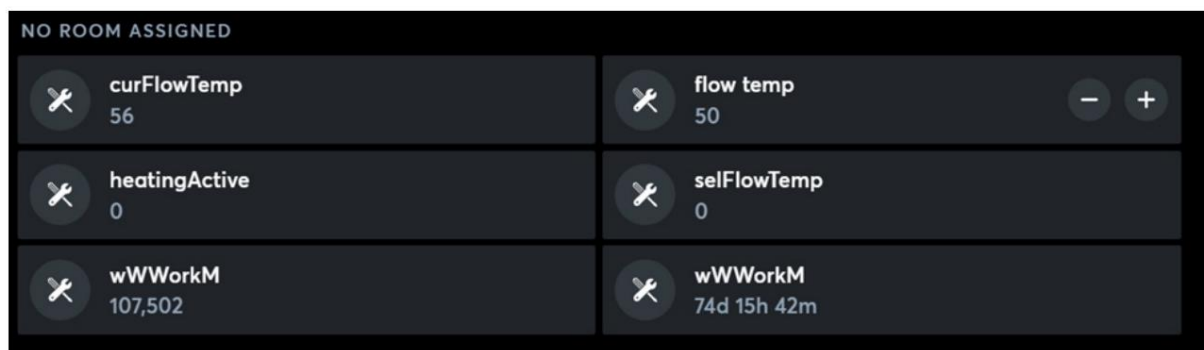 NO ROOM ASSIGNED
curFlowTemp
56
flow temp
50
heatingActive
0
selFlowTemp
0
wWWorkM
107,502
wWWorkM
74d 15h 42m